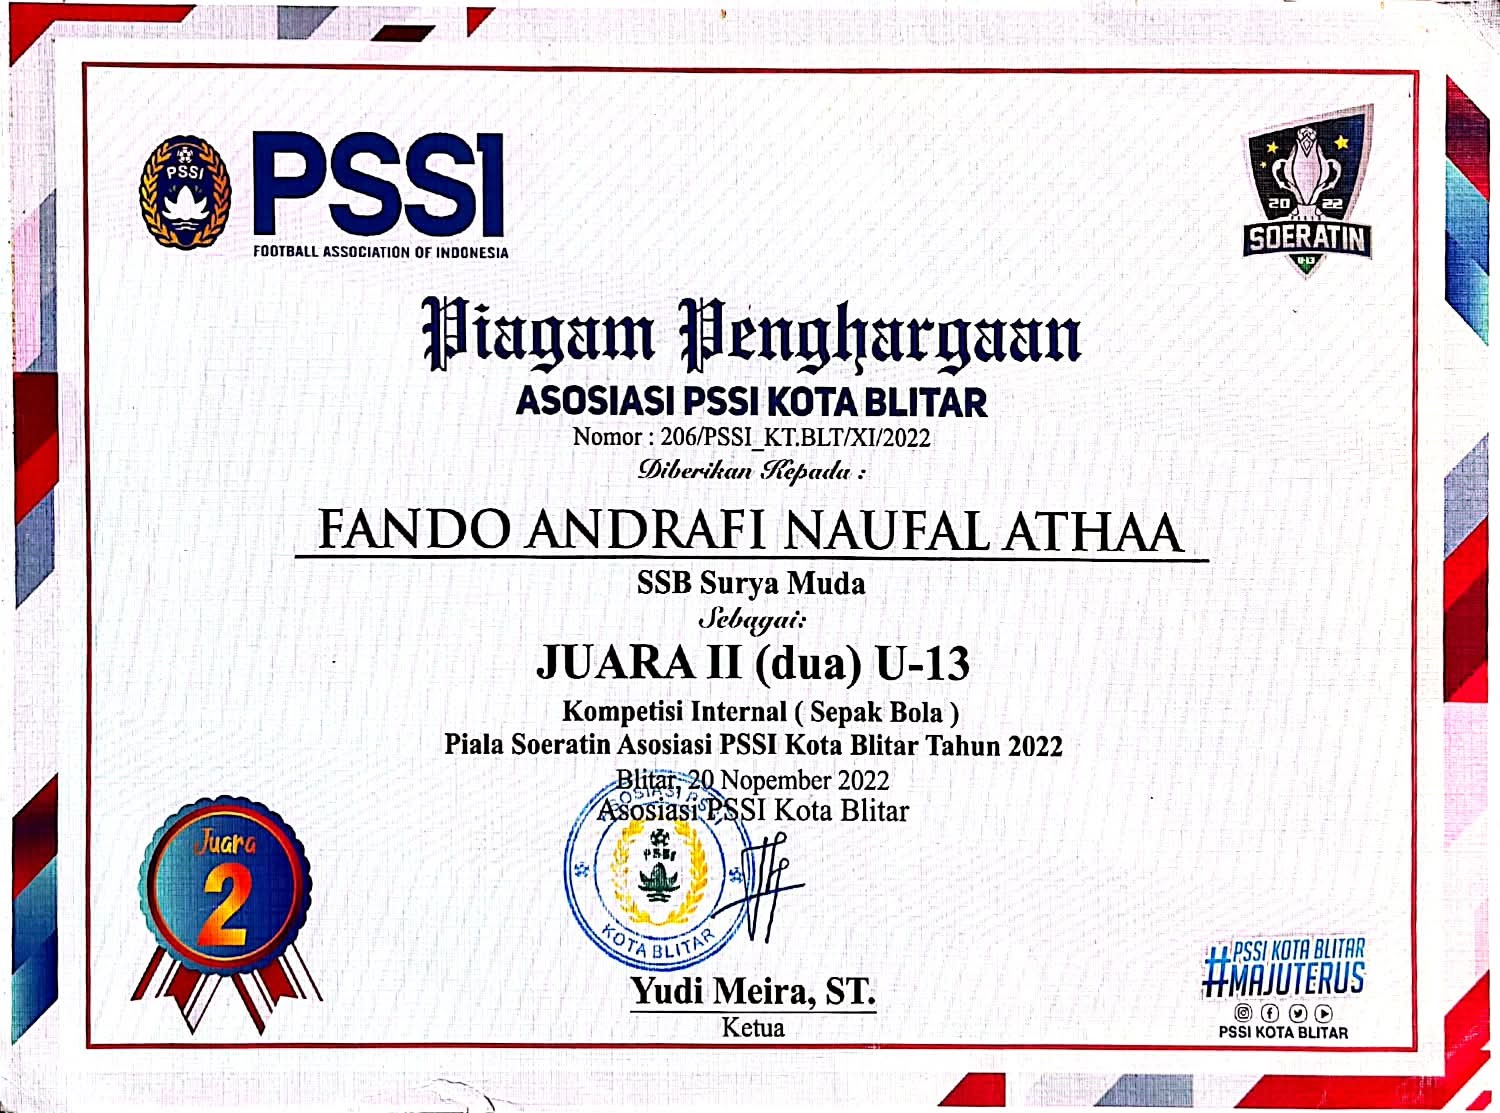 PSSI
PSSI
FOOTBALL ASSOCIATION OF INDONESIA
20 22
PIALA
SOERATIN
U-13
Piagam Penghargaan
ASOSIASI PSSI KOTA BLITAR
Nomor : 206/PSSI_KT.BLT/XI/2022
Diberikan Kepada :
FANDO ANDRAFI NAUFAL ATHAA
SSB Surya Muda
Sebagai:
JUARA II (dua) U-13
Kompetisi Internal ( Sepak Bola )
Piala Soeratin Asosiasi PSSI Kota Blitar Tahun 2022
Blitar, 20 Nopember 2022
Asosiasi PSSI Kota Blitar
ASOSIASI PSSI
PSSI
KOTA BLITAR
Yudi Meira, ST.
Ketua
Juara
2
#PSSI KOTA BLITAR
#MAJUTERUS
PSSI KOTA BLITAR